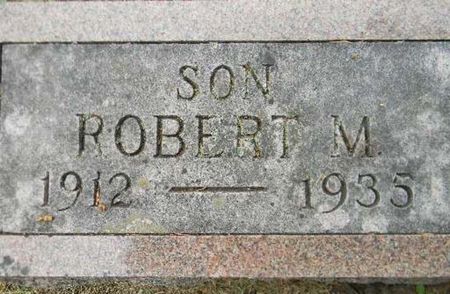 SON
ROBERT M.
1912 — 1935